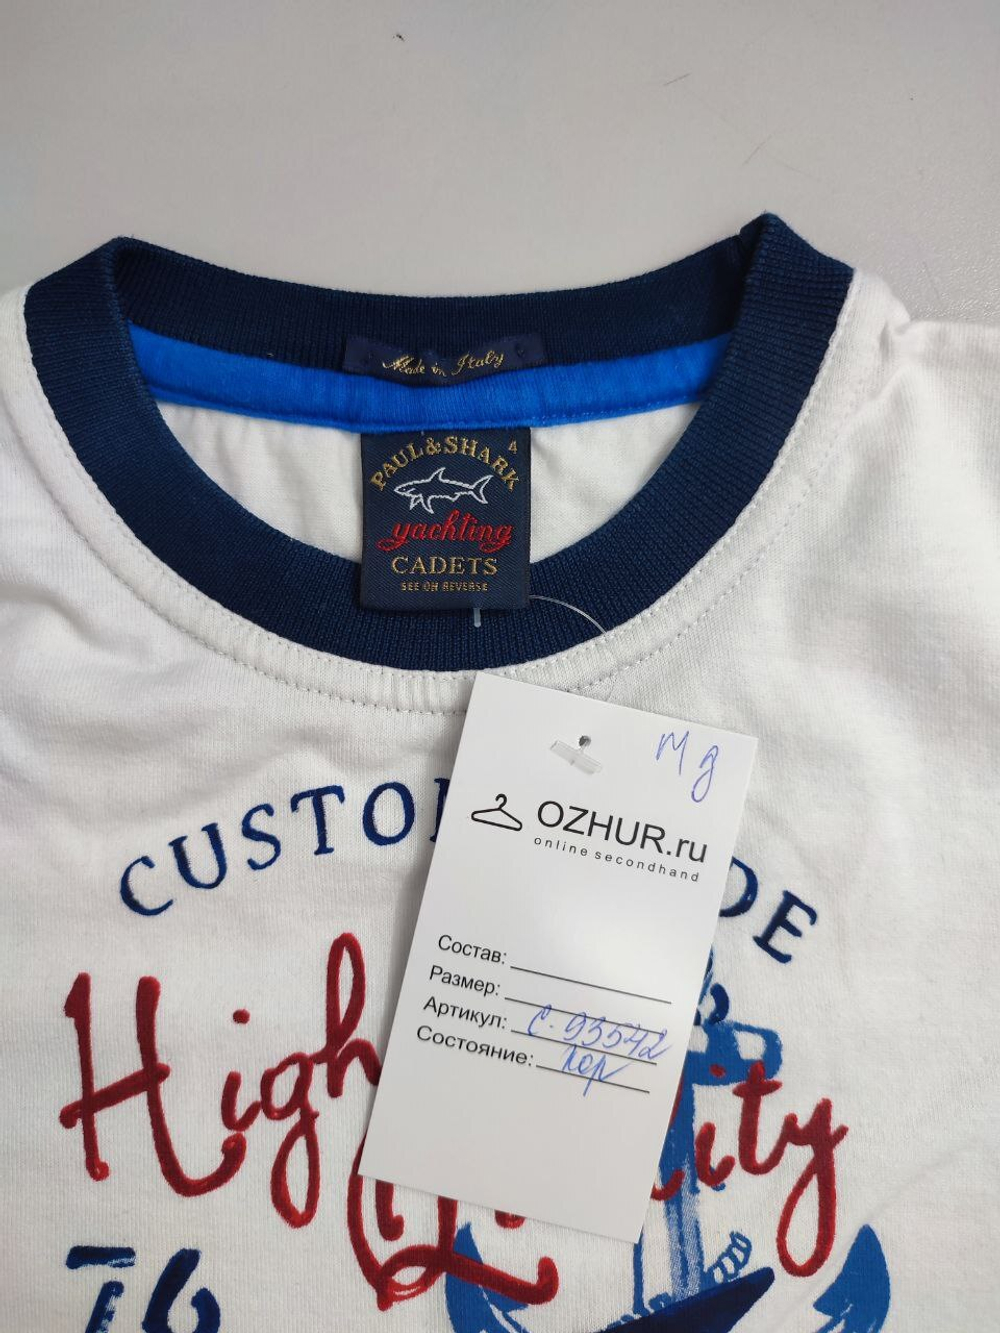 Made in Italy
4
PAUL & SHARK
yachting
CADETS
SEE ON REVERSE
М д
OZHUR.ru
online secondhand
Состав:
Размер:
Артикул: С-93542
Состояние: хор
CUSTO DE
High Q ity
76